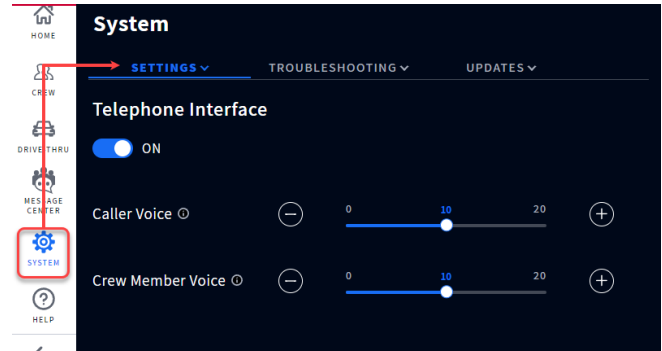 HOME
CREW
DRIVE THRU
MESSAGE
CENTER
SYSTEM
HELP
System
SETTINGS TROUBLESHOOTING UPDATES
Telephone Interface
ON
Caller Voice 0 10 20
Crew Member Voice 0 10 20